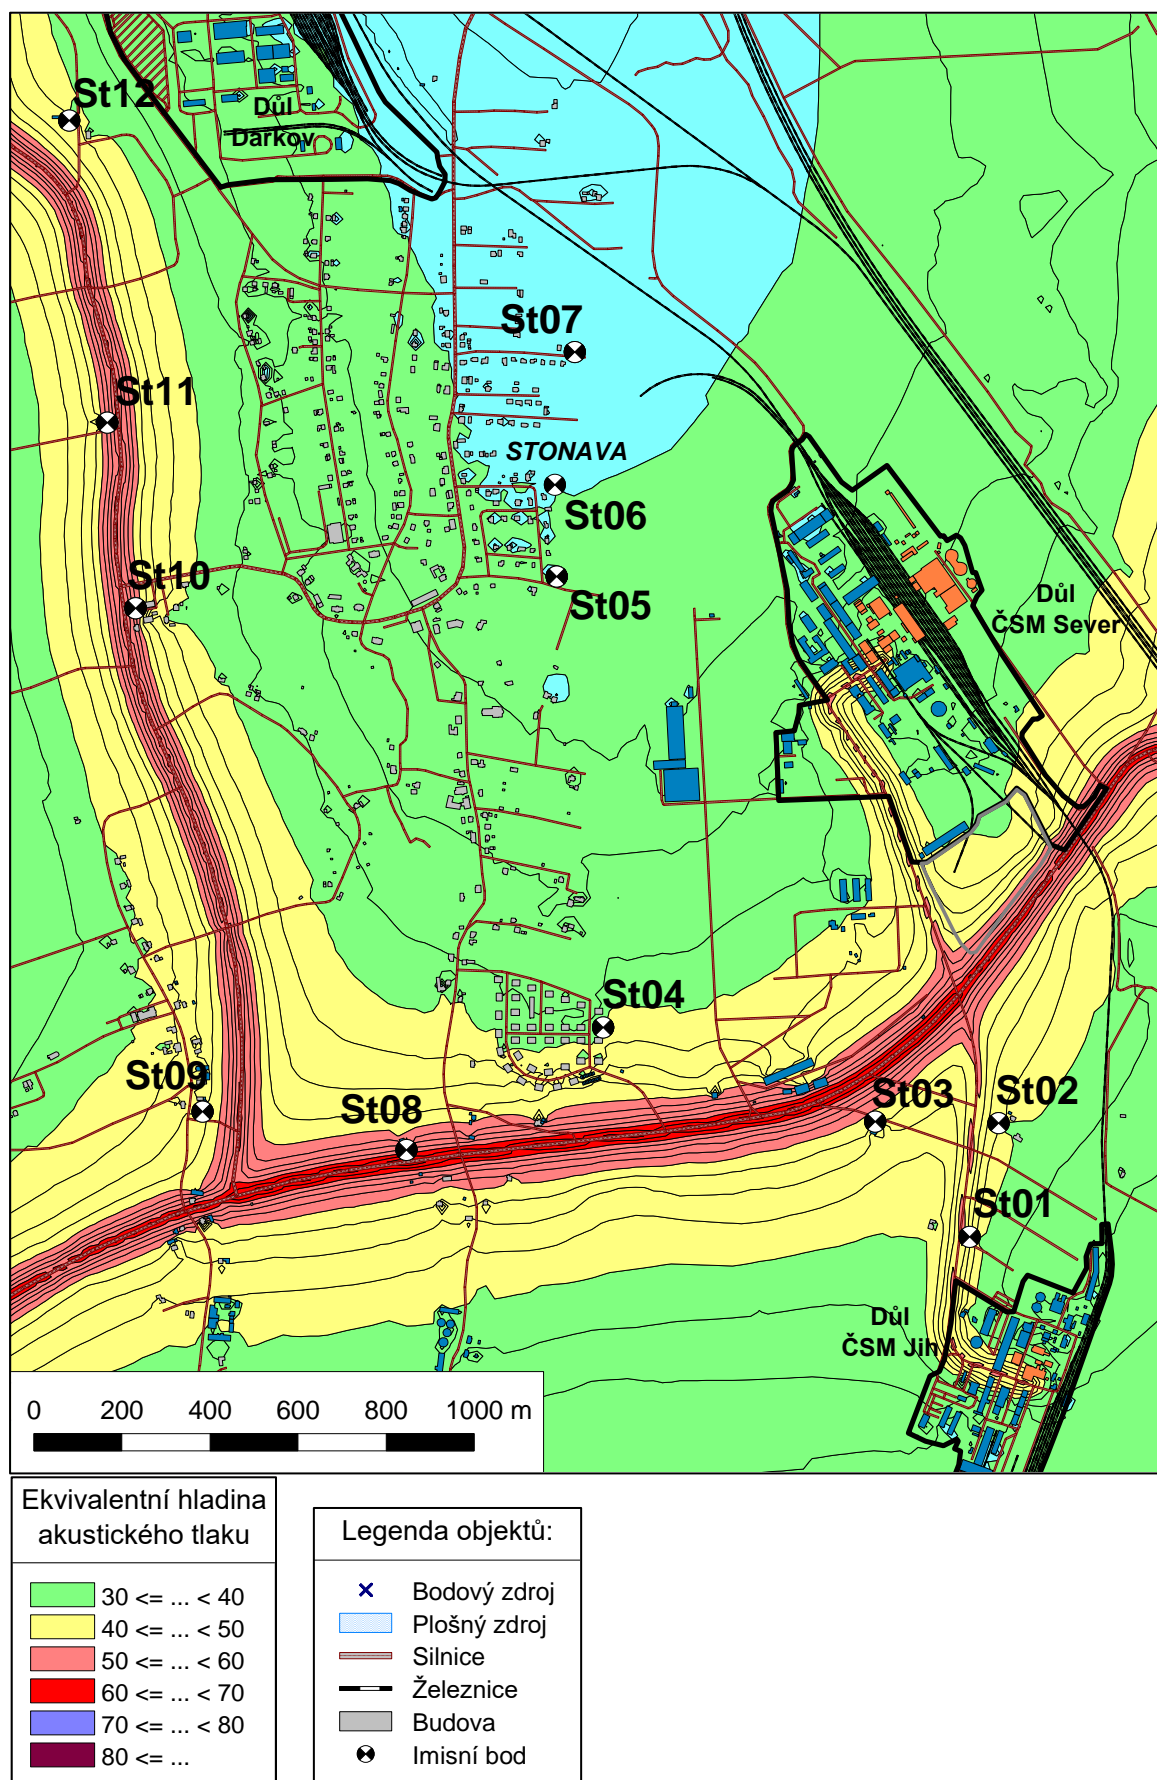 St12
Důl
Darkov
St07
St11
STONAVA
St06
St10
St05
Důl
ČSM Sever
St04
St09
St08
St03
St02
St01
Důl
ČSM Jih
0 200 400 600 800 1000 m
Ekvivalentní hladina
akustického tlaku
30 <= ... < 40
40 <= ... < 50
50 <= ... < 60
60 <= ... < 70
70 <= ... < 80
80 <= ...
Legenda objektů:
Bodový zdroj
Plošný zdroj
Silnice
Železnice
Budova
Imisní bod